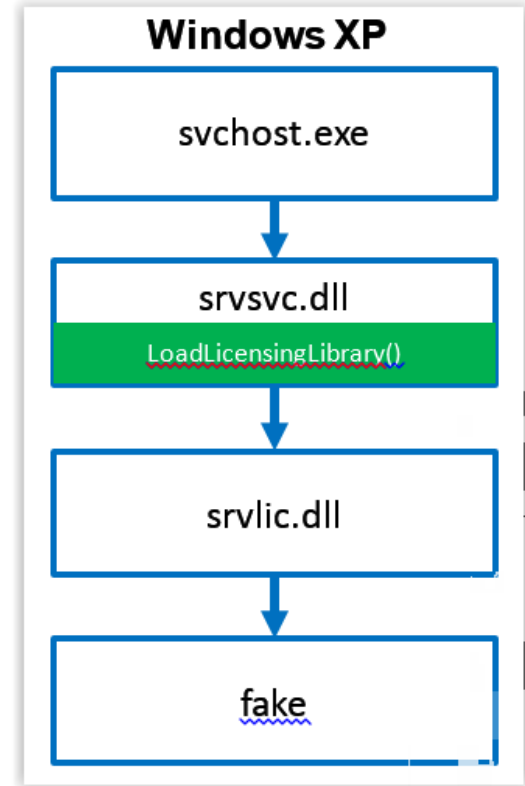 Windows XP
svchost.exe
srvsvc.dll
LoadLicensingLibrary()
srvlic.dll
fake